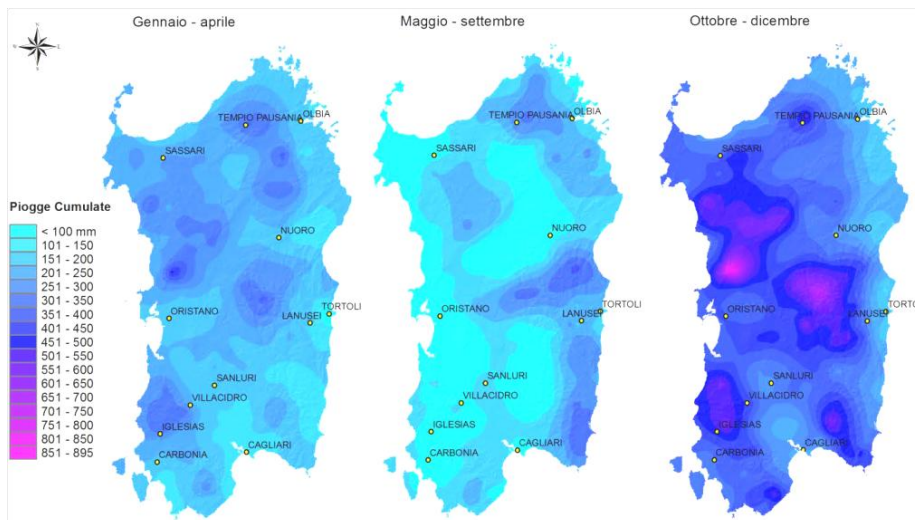 Gennaio - aprile
Maggio - settembre
Ottobre - dicembre
N
TEMPIO PAUSANIA
OLBIA
SASSARI
NUORO
ORISTANO
TORTOLI
LANUSEI
SANLURI
VILLACIDRO
IGLESIAS
CARBONIA
CAGLIARI
TEMPIO PAUSANIA
OLBIA
SASSARI
NUORO
ORISTANO
TORTOLI
LANUSEI
SANLURI
VILLACIDRO
IGLESIAS
CARBONIA
CAGLIARI
TEMPIO PAUSANIA
OLBIA
SASSARI
NUORO
ORISTANO
TORTO
LANUSEI
SANLURI
VILLACIDRO
IGLESIAS
CARBONIA
CAGLIARI
Piogge Cumulate
< 100 mm
101 - 150
151 - 200
201 - 250
251 - 300
301 - 350
351 - 400
401 - 450
451 - 500
501 - 550
551 - 600
601 - 650
651 - 700
701 - 750
751 - 800
801 - 850
851 - 895